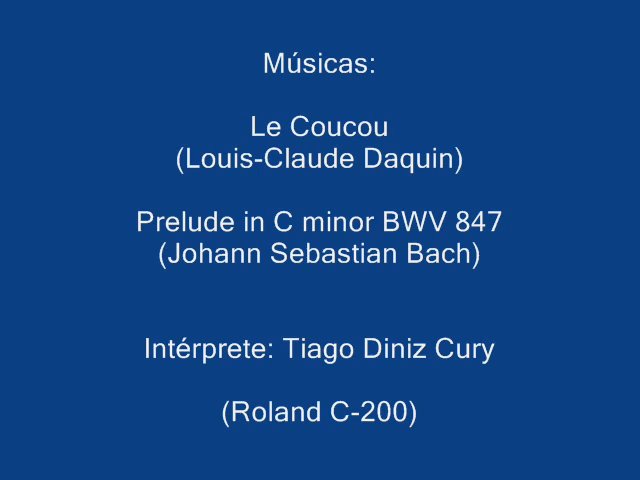 Músicas:
Le Coucou
(Louis-Claude Daquin)
Prelude in C minor BWV 847
(Johann Sebastian Bach)
Intérprete: Tiago Diniz Cury
(Roland C-200)